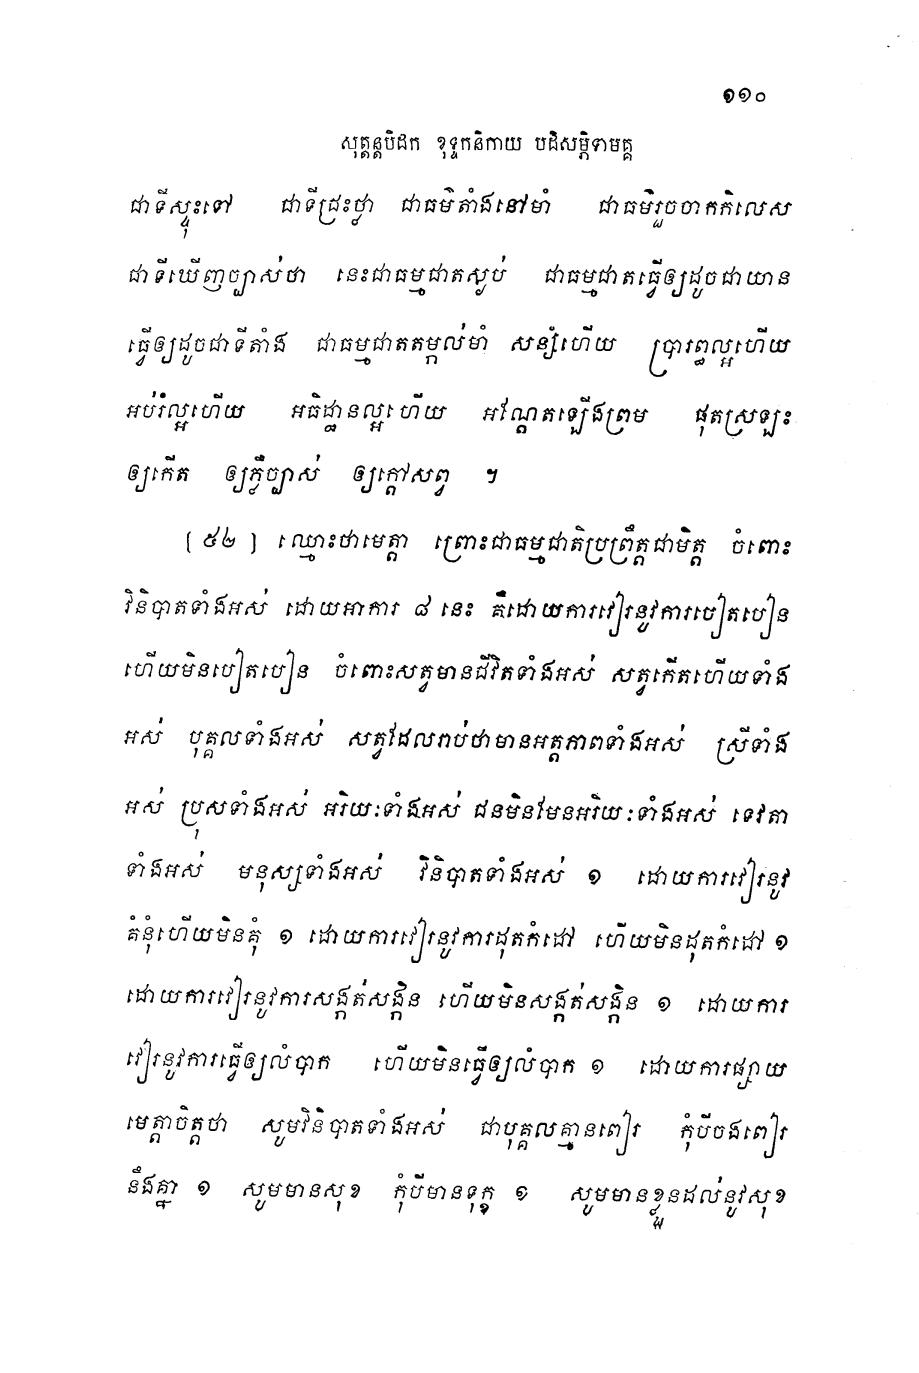 ១១០
សុត្តន្តបិដក ខុទ្ទកនិកាយ បដិសម្ភិទាមគ្គ
ជាទីស្ទុះទៅ ជាទីជ្រះថ្លា ជាធម៌តាំងនៅមាំ ជាធម៌រួចចាកកិលេស
ជាទីឃើញច្បាស់ថា នេះជាធម្មជាតស្ងប់ ជាធម្មជាតធ្វើឲ្យដូចជាយាន
ធ្វើឲ្យដូចជាទីតាំង ជាធម្មជាតតម្កល់មាំ សន្សំហើយ ប្រារព្ធល្អហើយ
អប់រំល្អហើយ អធិដ្ឋានល្អហើយ អណ្តែតឡើងព្រម ផុតស្រឡះ
ឲ្យកើត ឲ្យភ្លឺច្បាស់ ឲ្យក្តៅសព្វ ។
[ ៥២ ] ឈ្មោះថាមេត្តា ព្រោះជាធម្មជាតិប្រព្រឹត្តជាមិត្ត ចំពោះ
វិនិបាតទាំងអស់ ដោយអាការ ៨ នេះ គឺដោយការវៀរនូវការបៀតបៀន
ហើយមិនបៀតបៀន ចំពោះសត្វមានជីវិតទាំងអស់ សត្វកើតហើយទាំង
អស់ បុគ្គលទាំងអស់ សត្វដែលរាប់ថាមានអត្តភាពទាំងអស់ ស្រីទាំង
អស់ ប្រុសទាំងអស់ អរិយៈទាំងអស់ ជនមិនមែនអរិយៈទាំងអស់ ទេវតា
ទាំងអស់ មនុស្សទាំងអស់ វិនិបាតទាំងអស់ ១ ដោយការវៀរនូវ
គំនុំហើយមិនគុំ ១ ដោយការវៀរនូវការដុតកំដៅ ហើយមិនដុតកំដៅ ១
ដោយការវៀរនូវការសង្កត់សង្កិន ហើយមិនសង្កត់សង្កិន ១ ដោយការ
វៀរនូវការធ្វើឲ្យលំបាក ហើយមិនធ្វើឲ្យលំបាក ១ ដោយការផ្សាយ
មេត្តាចិត្តថា សូមវិនិបាតទាំងអស់ ជាបុគ្គលគ្មានពៀរ កុំបីចងពៀរ
នឹងគ្នា ១ សូមមានសុខ កុំបីមានទុក្ខ ១ សូមមានខ្លួនដល់នូវសុខ